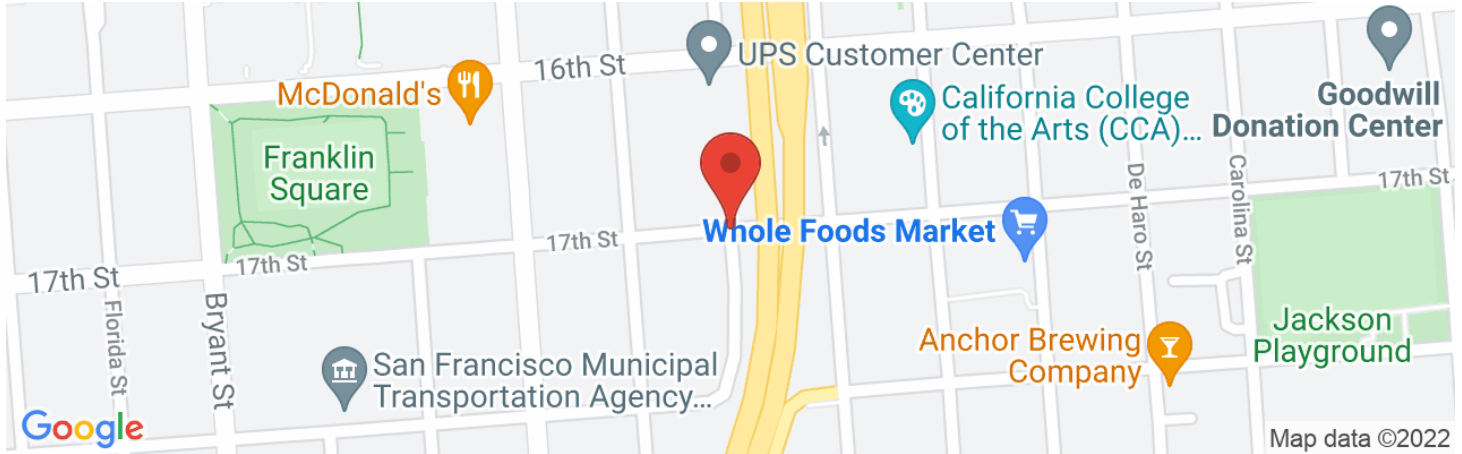 16th St
UPS Customer Center
McDonald's
California College
of the Arts (CCA)...
Goodwill
Donation Center
Franklin
Square
17th St
Whole Foods Market
De Haro St
Carolina St
17th St
17th St
17th St
Florida St
Bryant St
San Francisco Municipal
Transportation Agency...
Anchor Brewing
Company
Jackson
Playground
Google
Map data ©2022